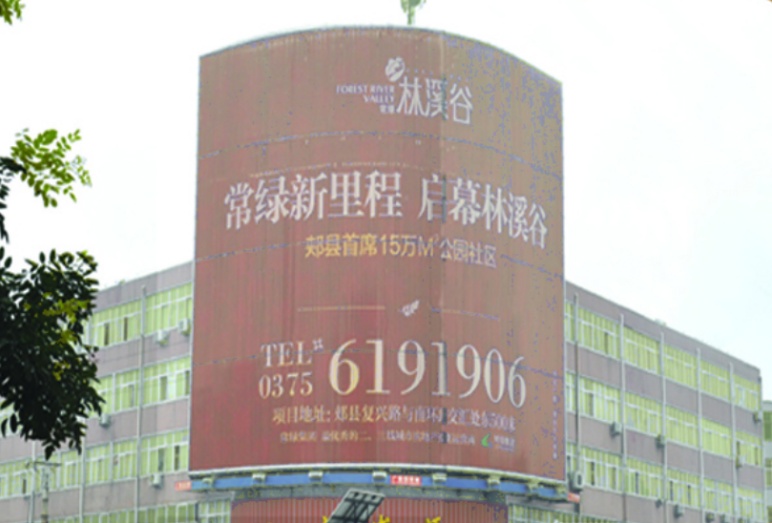 FOREST RIVER
VALLEY
林溪谷
常绿新里程 启幕林溪谷
郏县首席15万M²公园社区
TEL
0375 6191906
项目地址:郏县复兴路与南环路交汇处东500米